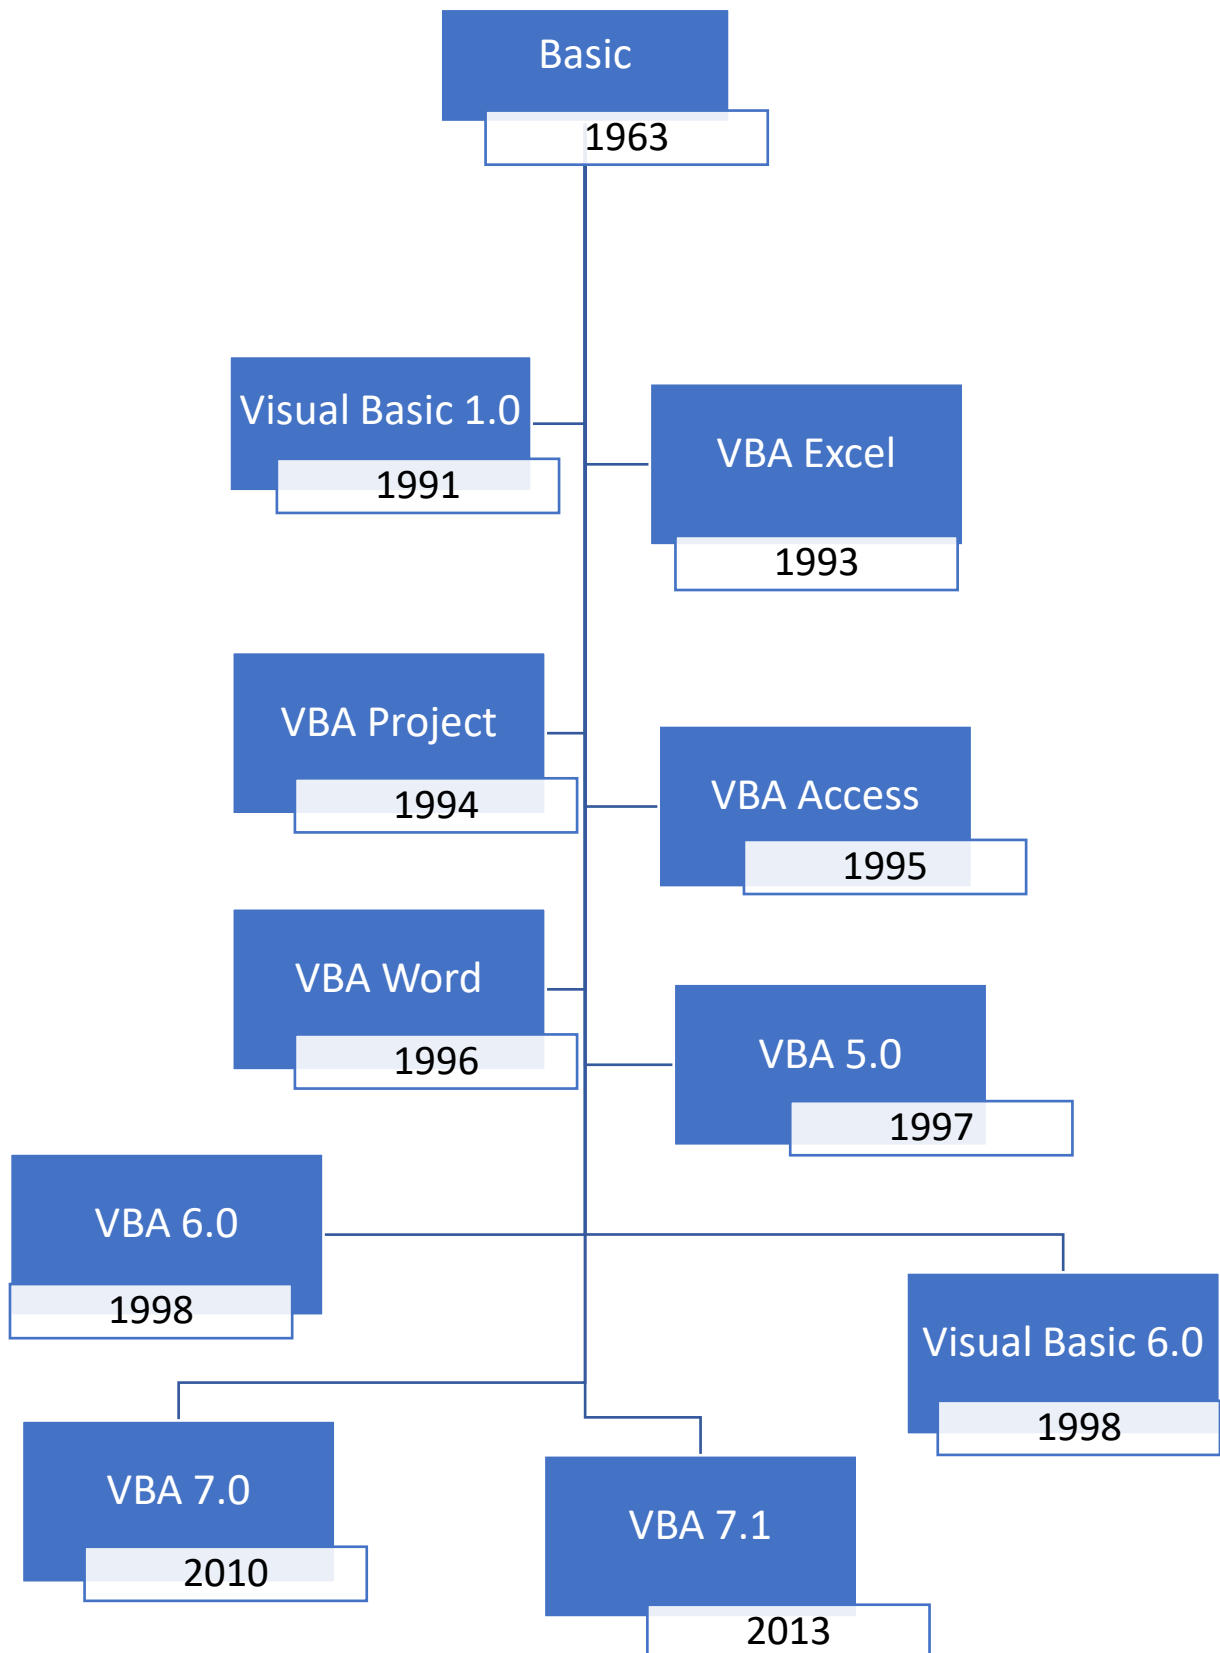 Basic
1963
Visual Basic 1.0
1991
VBA Excel
1993
VBA Project
1994
VBA Access
1995
VBA Word
1996
VBA 5.0
1997
VBA 6.0
1998
Visual Basic 6.0
1998
VBA 7.0
2010
VBA 7.1
2013